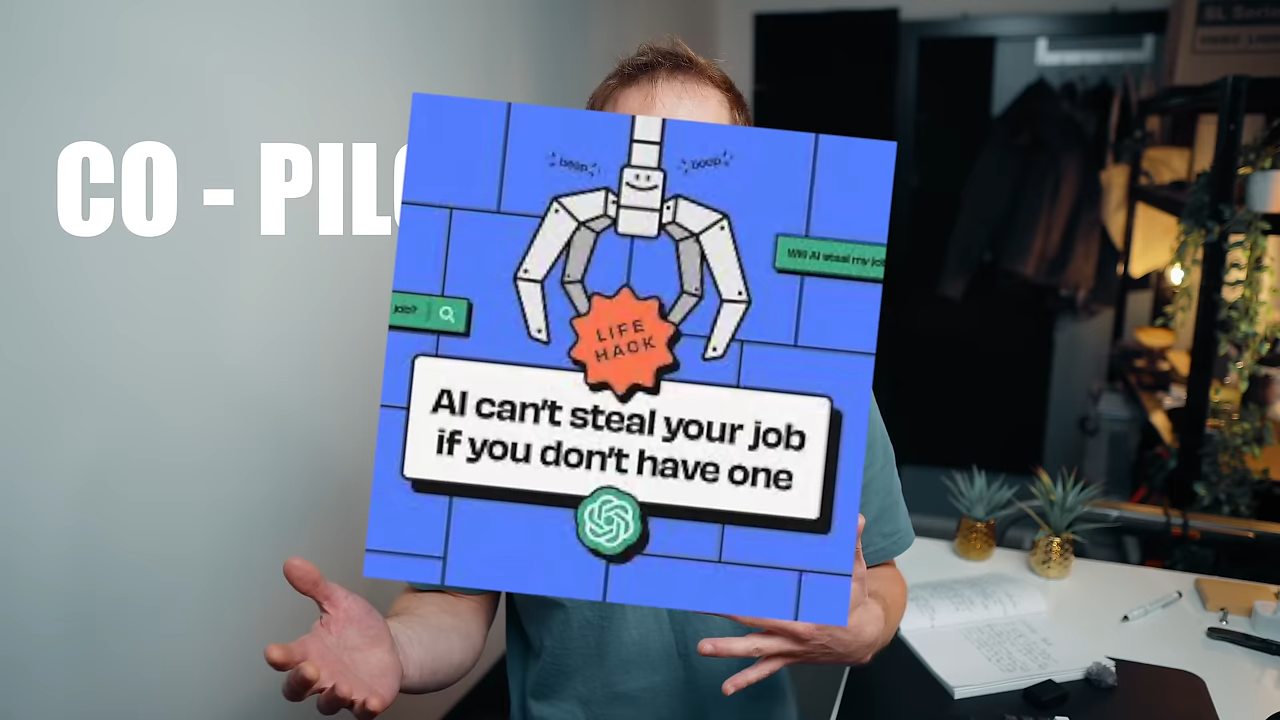 CO - PIL
beep
boop
Will AI steal my job
job?
LIFE
HACK
AI can't steal your job
if you don't have one